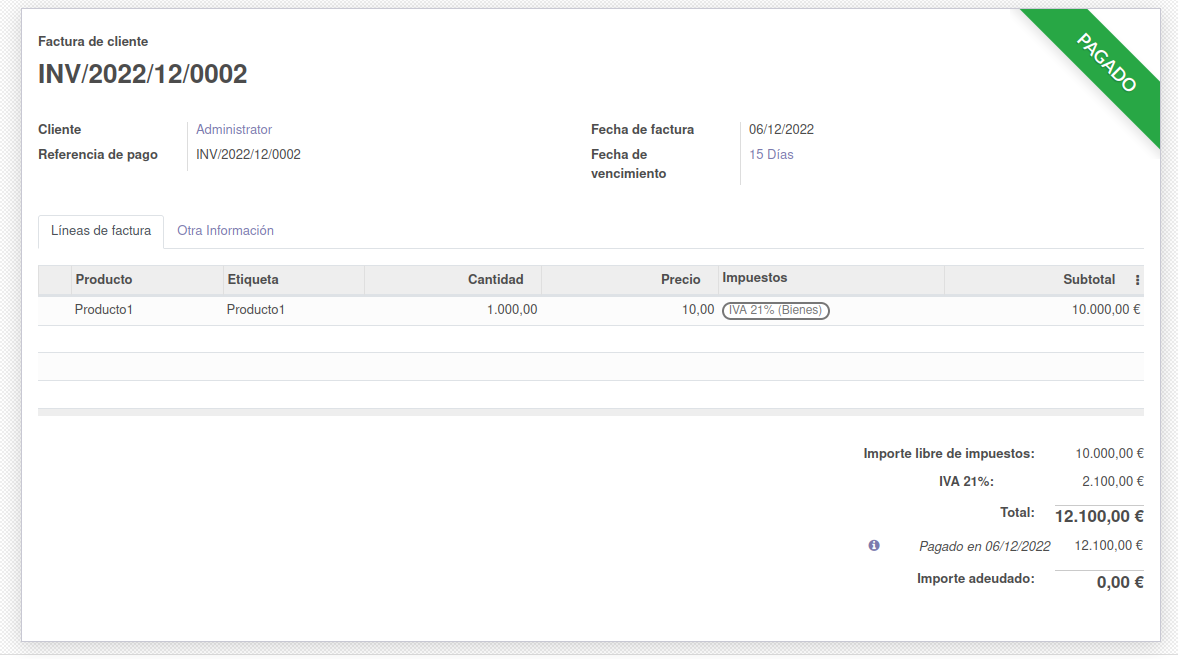 PAGADO
Factura de cliente
INV/2022/12/0002
Cliente Administrator Fecha de factura 06/12/2022
Referencia de pago INV/2022/12/0002 Fecha de vencimiento 15 Días
Líneas de factura Otra Información
Producto Etiqueta Cantidad Precio Impuestos Subtotal
Producto1 Producto1 1.000,00 10,00 IVA 21% (Bienes) 10.000,00 €
Importe libre de impuestos: 10.000,00 €
IVA 21%: 2.100,00 €
Total: 12.100,00 €
Pagado en 06/12/2022 12.100,00 €
Importe adeudado: 0,00 €